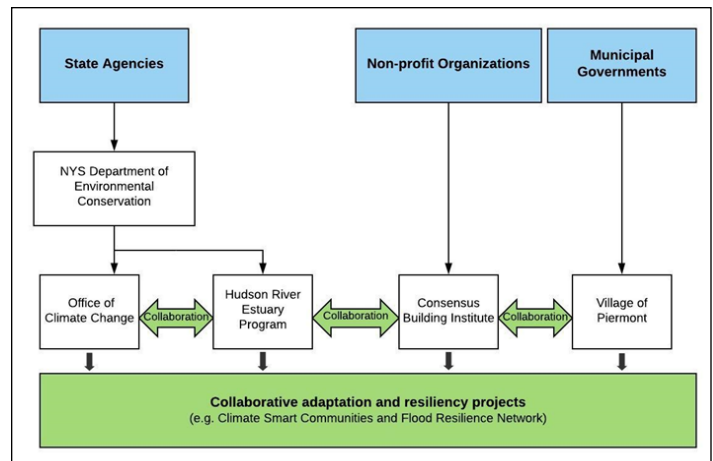 State Agencies
Non-profit Organizations
Municipal
Governments
NYS Department of
Environmental
Conservation
Office of
Climate Change
Collaboration
Hudson River
Estuary
Program
Collaboration
Consensus
Building Institute
Collaboration
Village of
Piermont
Collaborative adaptation and resiliency projects
(e.g. Climate Smart Communities and Flood Resilience Network)